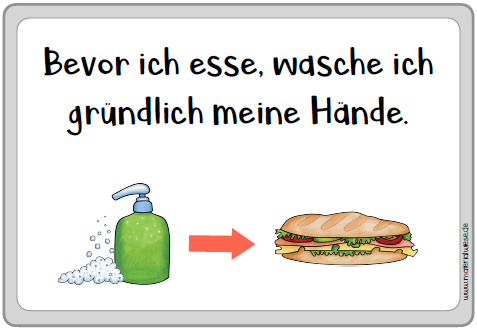 Bevor ich esse, wasche ich
gründlich meine Hände.
www.materialwiese.de